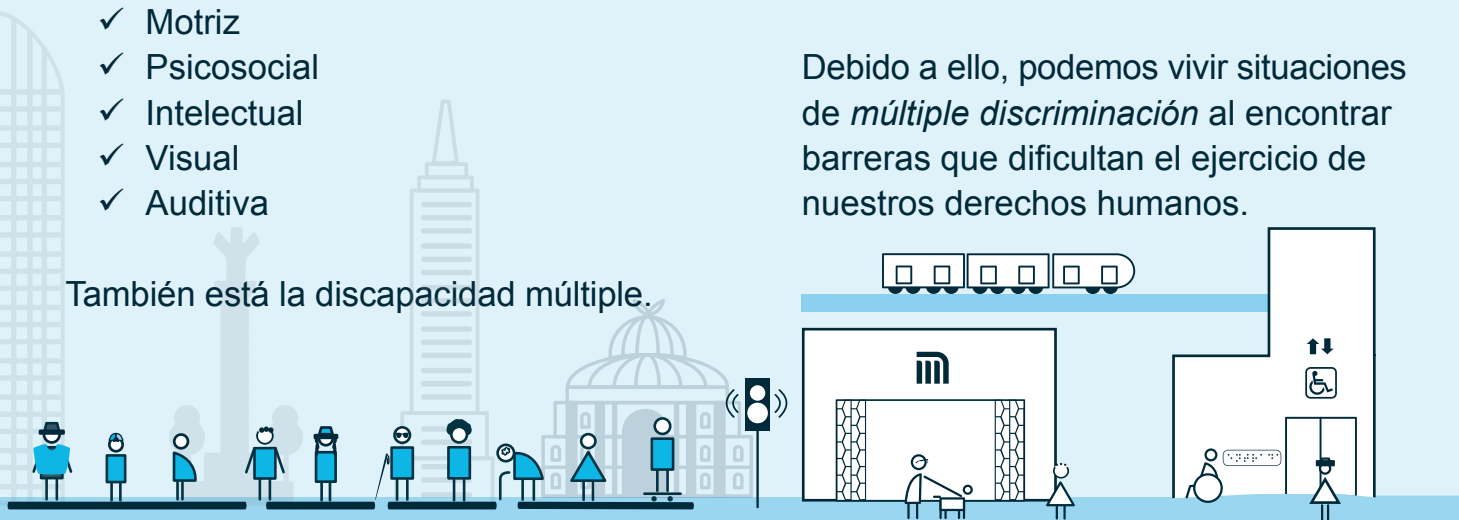 ✓ Motriz
✓ Psicosocial
✓ Intelectual
✓ Visual
✓ Auditiva
También está la discapacidad múltiple.
Debido a ello, podemos vivir situaciones
de múltiple discriminación al encontrar
barreras que dificultan el ejercicio de
nuestros derechos humanos.